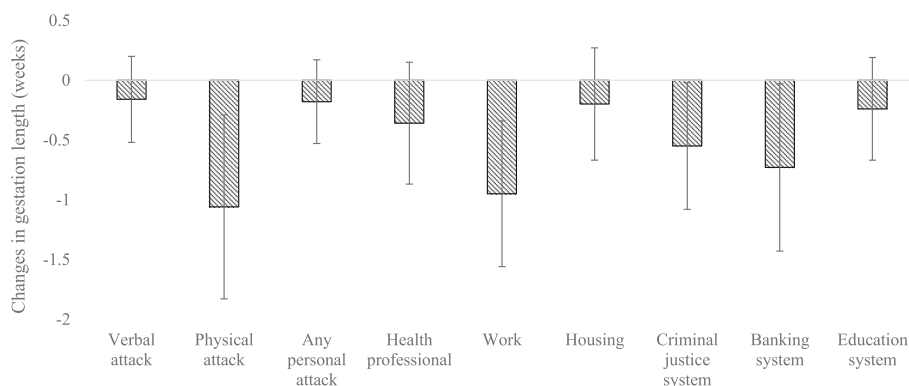 0.5
0
-0.5
-1
-1.5
-2
Changes in gestation length (weeks)
Verbal
attack
Physical
attack
Any
personal
attack
Health
professional
Work
Housing
Criminal
justice
system
Banking
system
Education
system